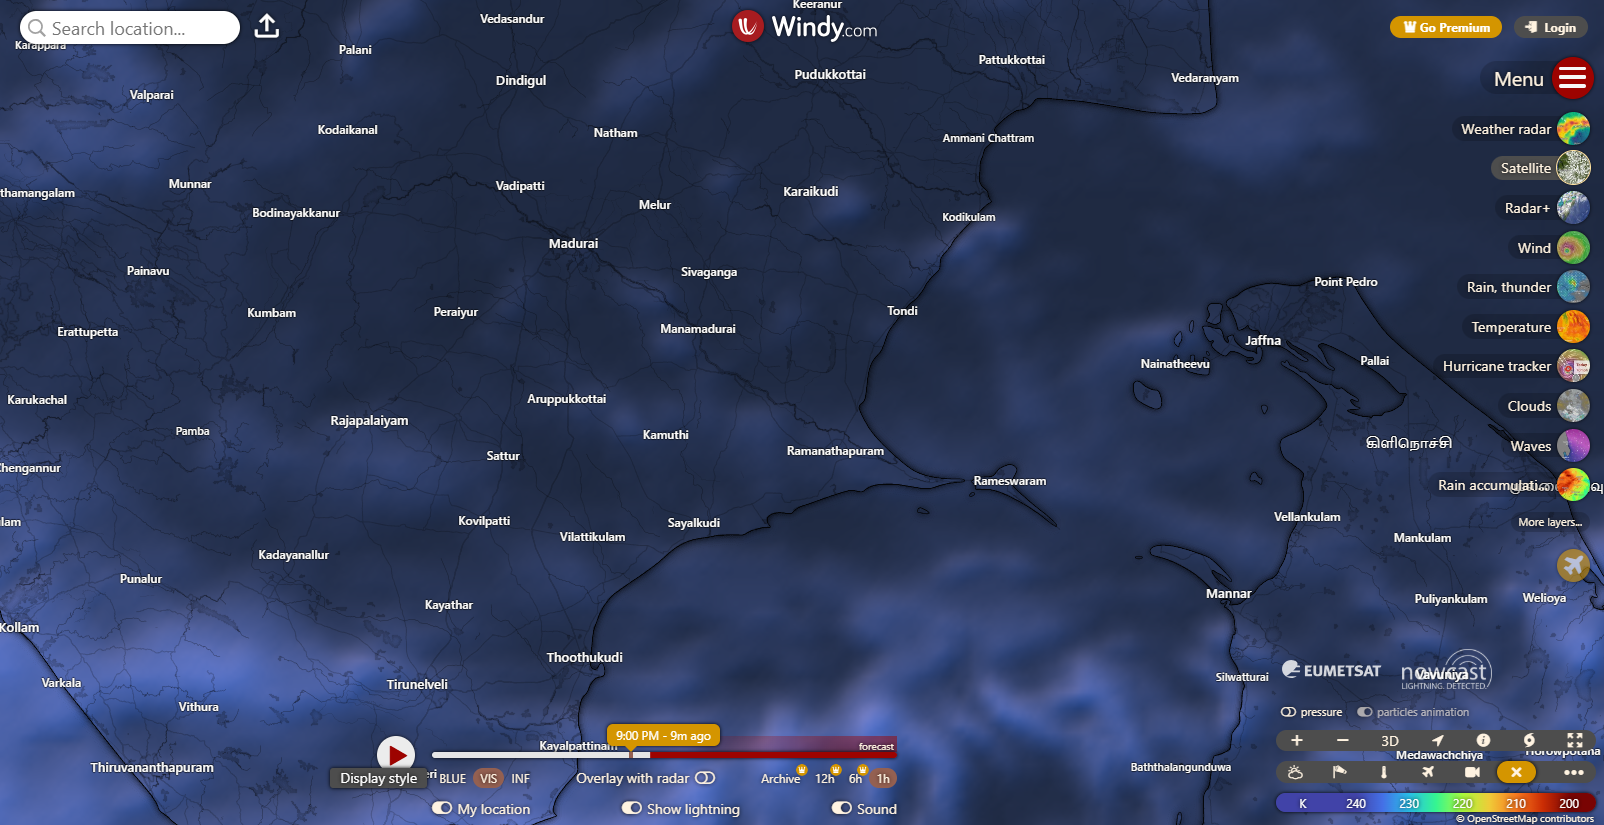 Search location...
Keeranur
Vedasandur
Windy.com
Go Premium
Login
Karappara
Palani
Pattukkottai
Menu
Dindigul
Pudukkottai
Vedaranyam
Valparai
Kodaikanal
Natham
Ammani Chattram
Weather radar
Satellite
thamangalam
Munnar
Vadipatti
Karaikudi
Bodinayakkanur
Melur
Kodikulam
Radar+
Madurai
Wind
Painavu
Sivaganga
Point Pedro
Rain, thunder
Kumbam
Peraiyur
Tondi
Erattupetta
Manamadurai
Temperature
Jaffna
Nainatheevu
Pallai
Hurricane tracker
Karukachal
Aruppukkottai
Clouds
Pamba
Rajapalaiyam
Kamuthi
கிளிநொச்சி
Waves
Chengannur
Sattur
Ramanathapuram
Rameswaram
Rain accumulati
lam
Kovilpatti
Sayalkudi
Vellankulam
More layers...
Vilattikulam
Mankulam
Kadayanallur
Punalur
Kayathar
Mannar
Puliyankulam
Welioya
Kollam
Thoothukudi
Varkala
Tirunelveli
Silwatturai
EUMETSAT
nowcast
LIGHTNING. DETECTED.
Vavuniya
Vithura
pressure
particles animation
9:00 PM - 9m ago
Kayalpattinam
forecast
3D
Medawachchiya
Horowpotana
Thiruvananthapuram
Baththalangunduwa
Display style
eri
BLUE
VIS
INF
Overlay with radar
Archive
12h
6h
1h
My location
Show lightning
Sound
K 240 230 220 210 200
© OpenStreetMap contributors